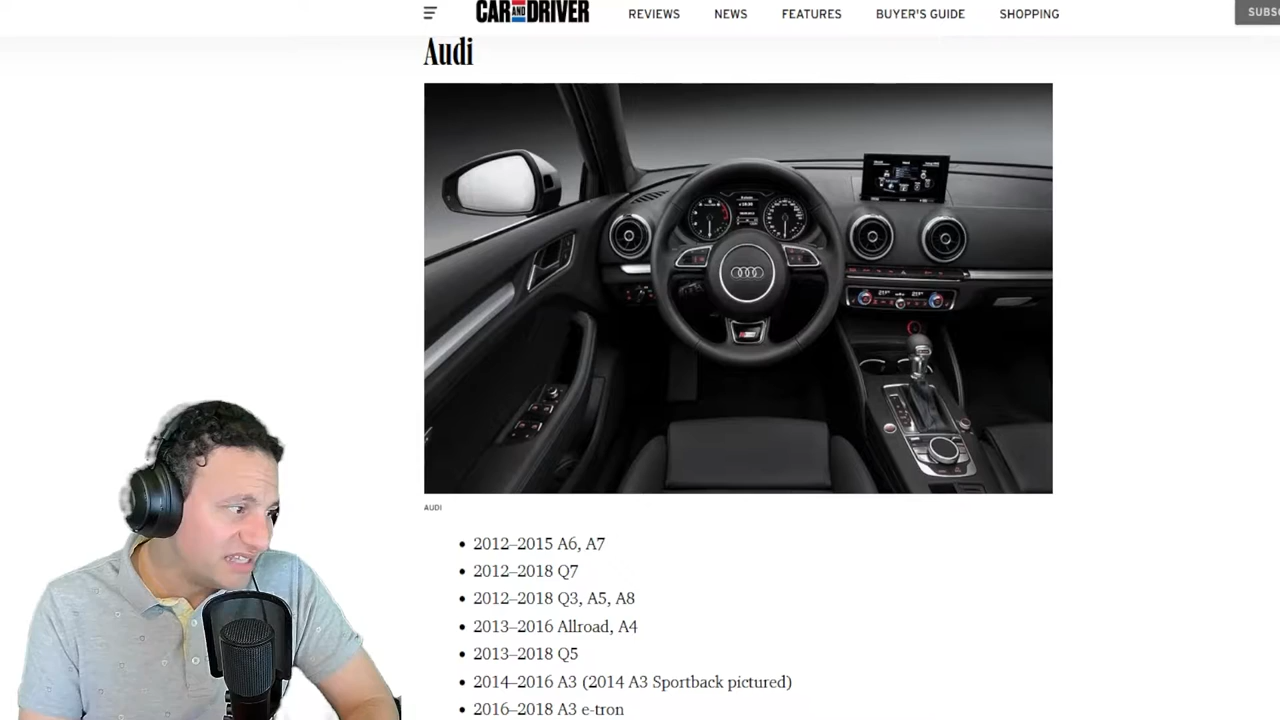 CAR AND DRIVER REVIEWS NEWS FEATURES BUYER'S GUIDE SHOPPING
Audi
AUDI
• 2012–2015 A6, A7
• 2012–2018 Q7
• 2012–2018 Q3, A5, A8
• 2013–2016 Allroad, A4
• 2013–2018 Q5
• 2014–2016 A3 (2014 A3 Sportback pictured)
• 2016–2018 A3 e-tron